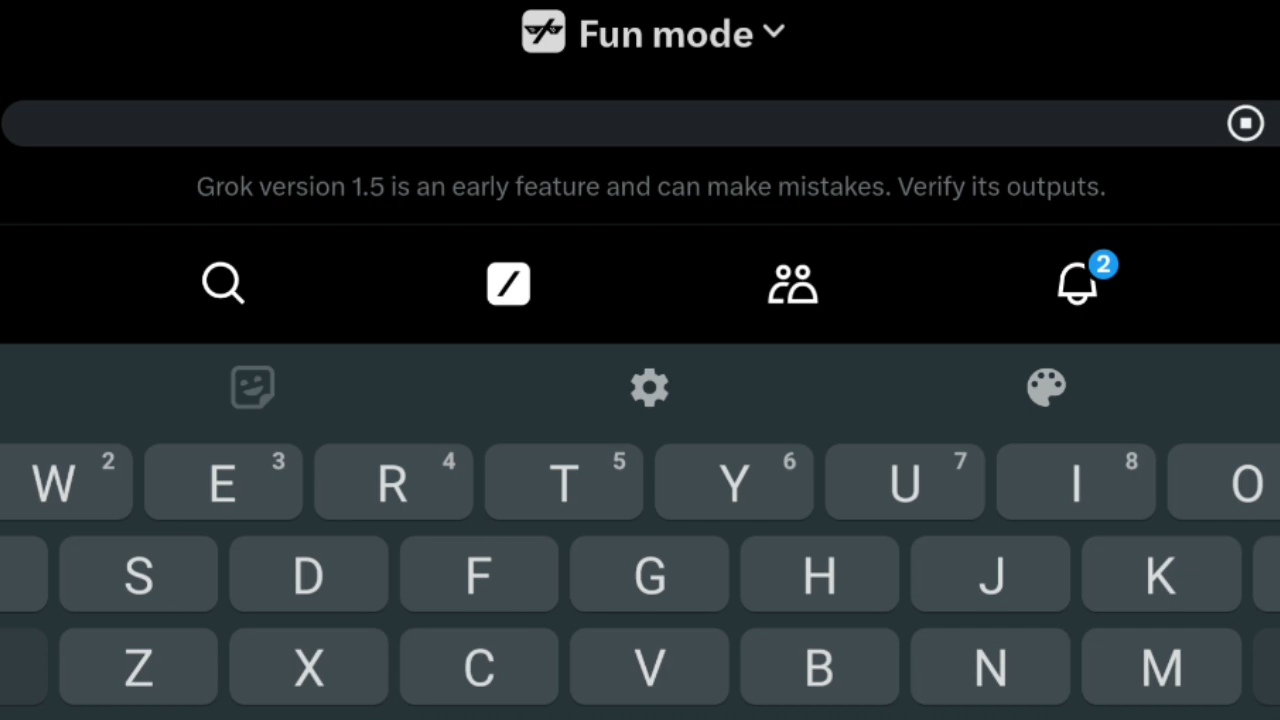 Fun mode
Grok version 1.5 is an early feature and can make mistakes. Verify its outputs.
2
W 2 E 3 R 4 T 5 Y 6 U 7 I 8 O
S D F G H J K
Z X C V B N M